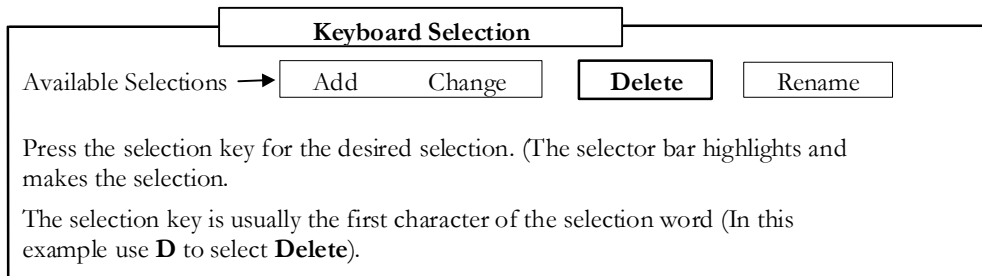 Keyboard Selection
Available Selections Add Change Delete Rename
Press the selection key for the desired selection. (The selector bar highlights and
makes the selection.
The selection key is usually the first character of the selection word (In this
example use D to select Delete).